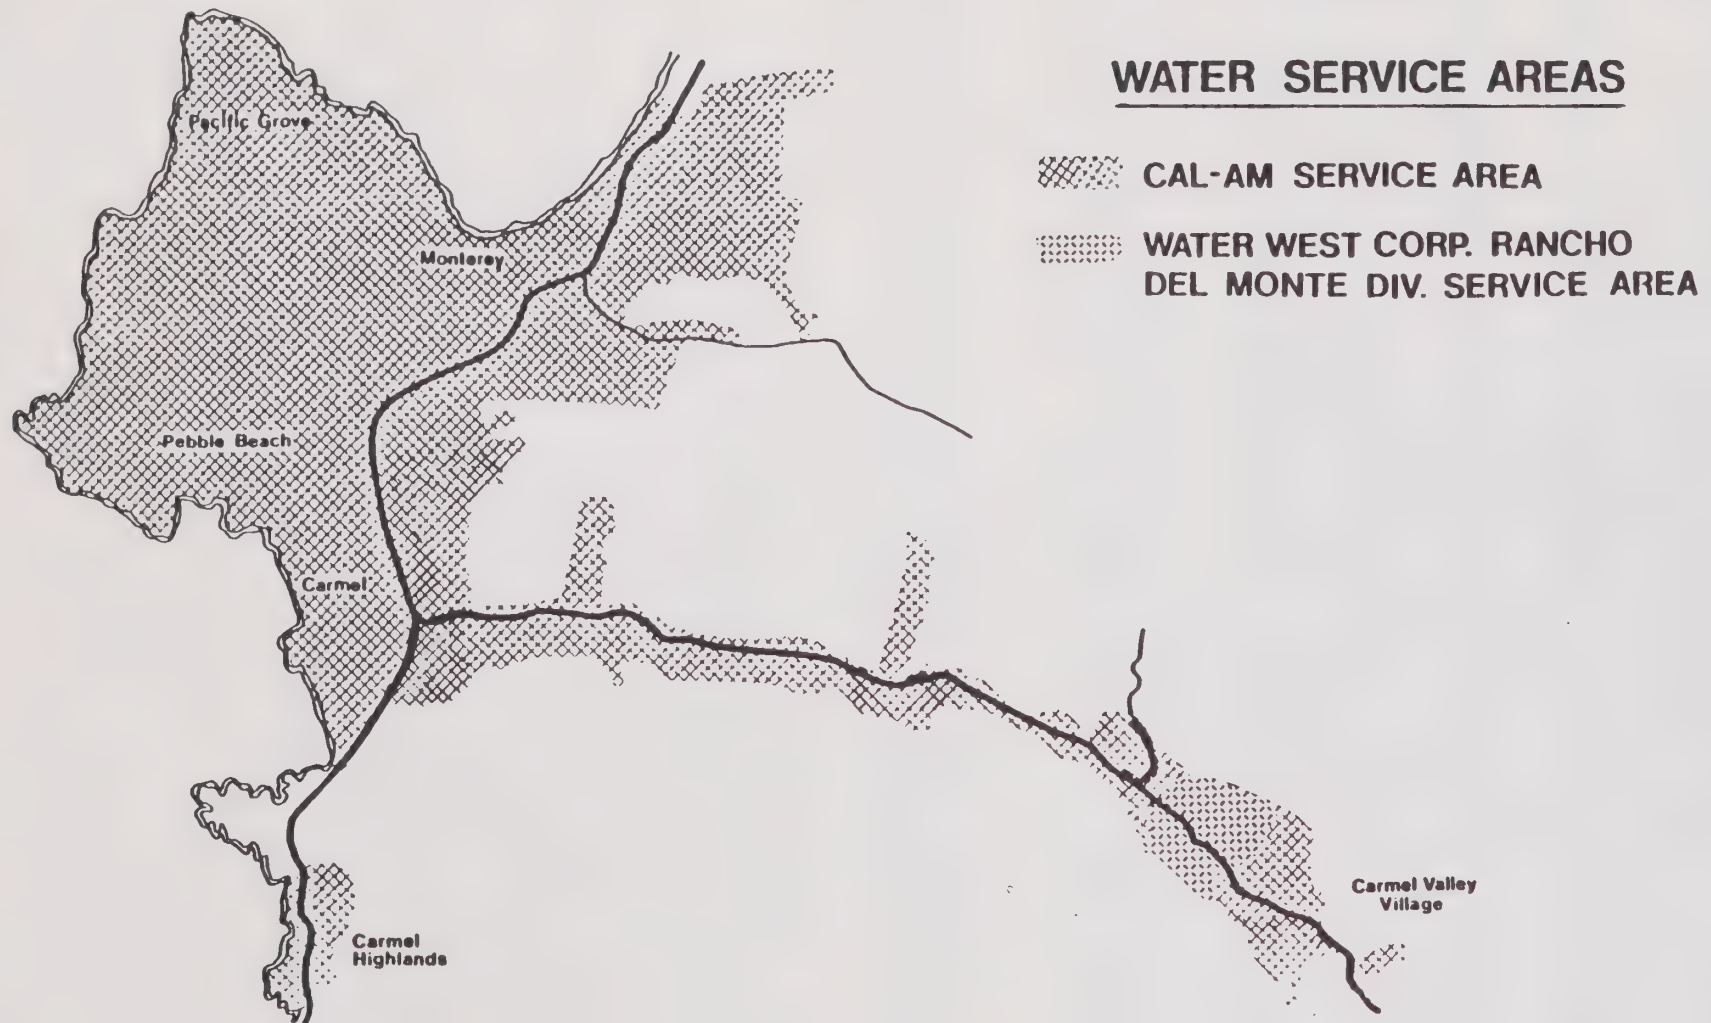 WATER SERVICE AREAS
CAL-AM SERVICE AREA
WATER WEST CORP. RANCHO
DEL MONTE DIV. SERVICE AREA
Pacific Grove
Monterey
Pebble Beach
Carmel
Carmel Valley
Village
Carmel
Highlands